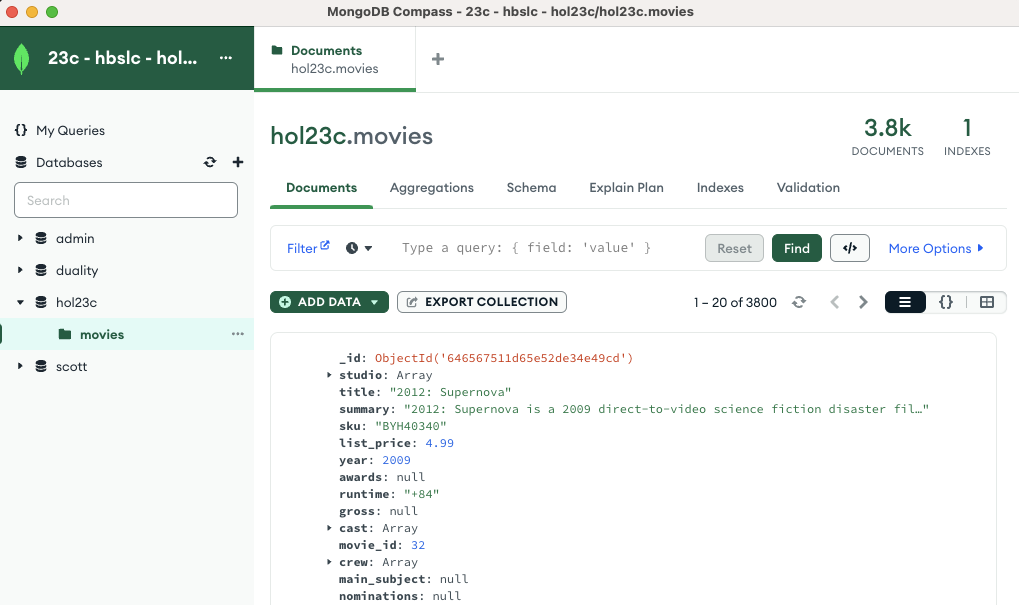 MongoDB Compass - 23c - hbslc - hol23c/hol23c.movies
23c - hbslc - hol...
Documents
hol23c.movies
{} My Queries
Databases
Search
admin
duality
hol23c
movies
scott
hol23c.movies
3.8k
DOCUMENTS
1
INDEXES
Documents Aggregations Schema Explain Plan Indexes Validation
Filter Type a query: { field: 'value' } Reset Find </> More Options
ADD DATA EXPORT COLLECTION 1 – 20 of 3800 {}
_id: ObjectId('646567511d65e52de34e49cd')
studio: Array
title: "2012: Supernova"
summary: "2012: Supernova is a 2009 direct-to-video science fiction disaster fil…"
sku: "BYH40340"
list_price: 4.99
year: 2009
awards: null
runtime: "+84"
gross: null
cast: Array
movie_id: 32
crew: Array
main_subject: null
nominations: null